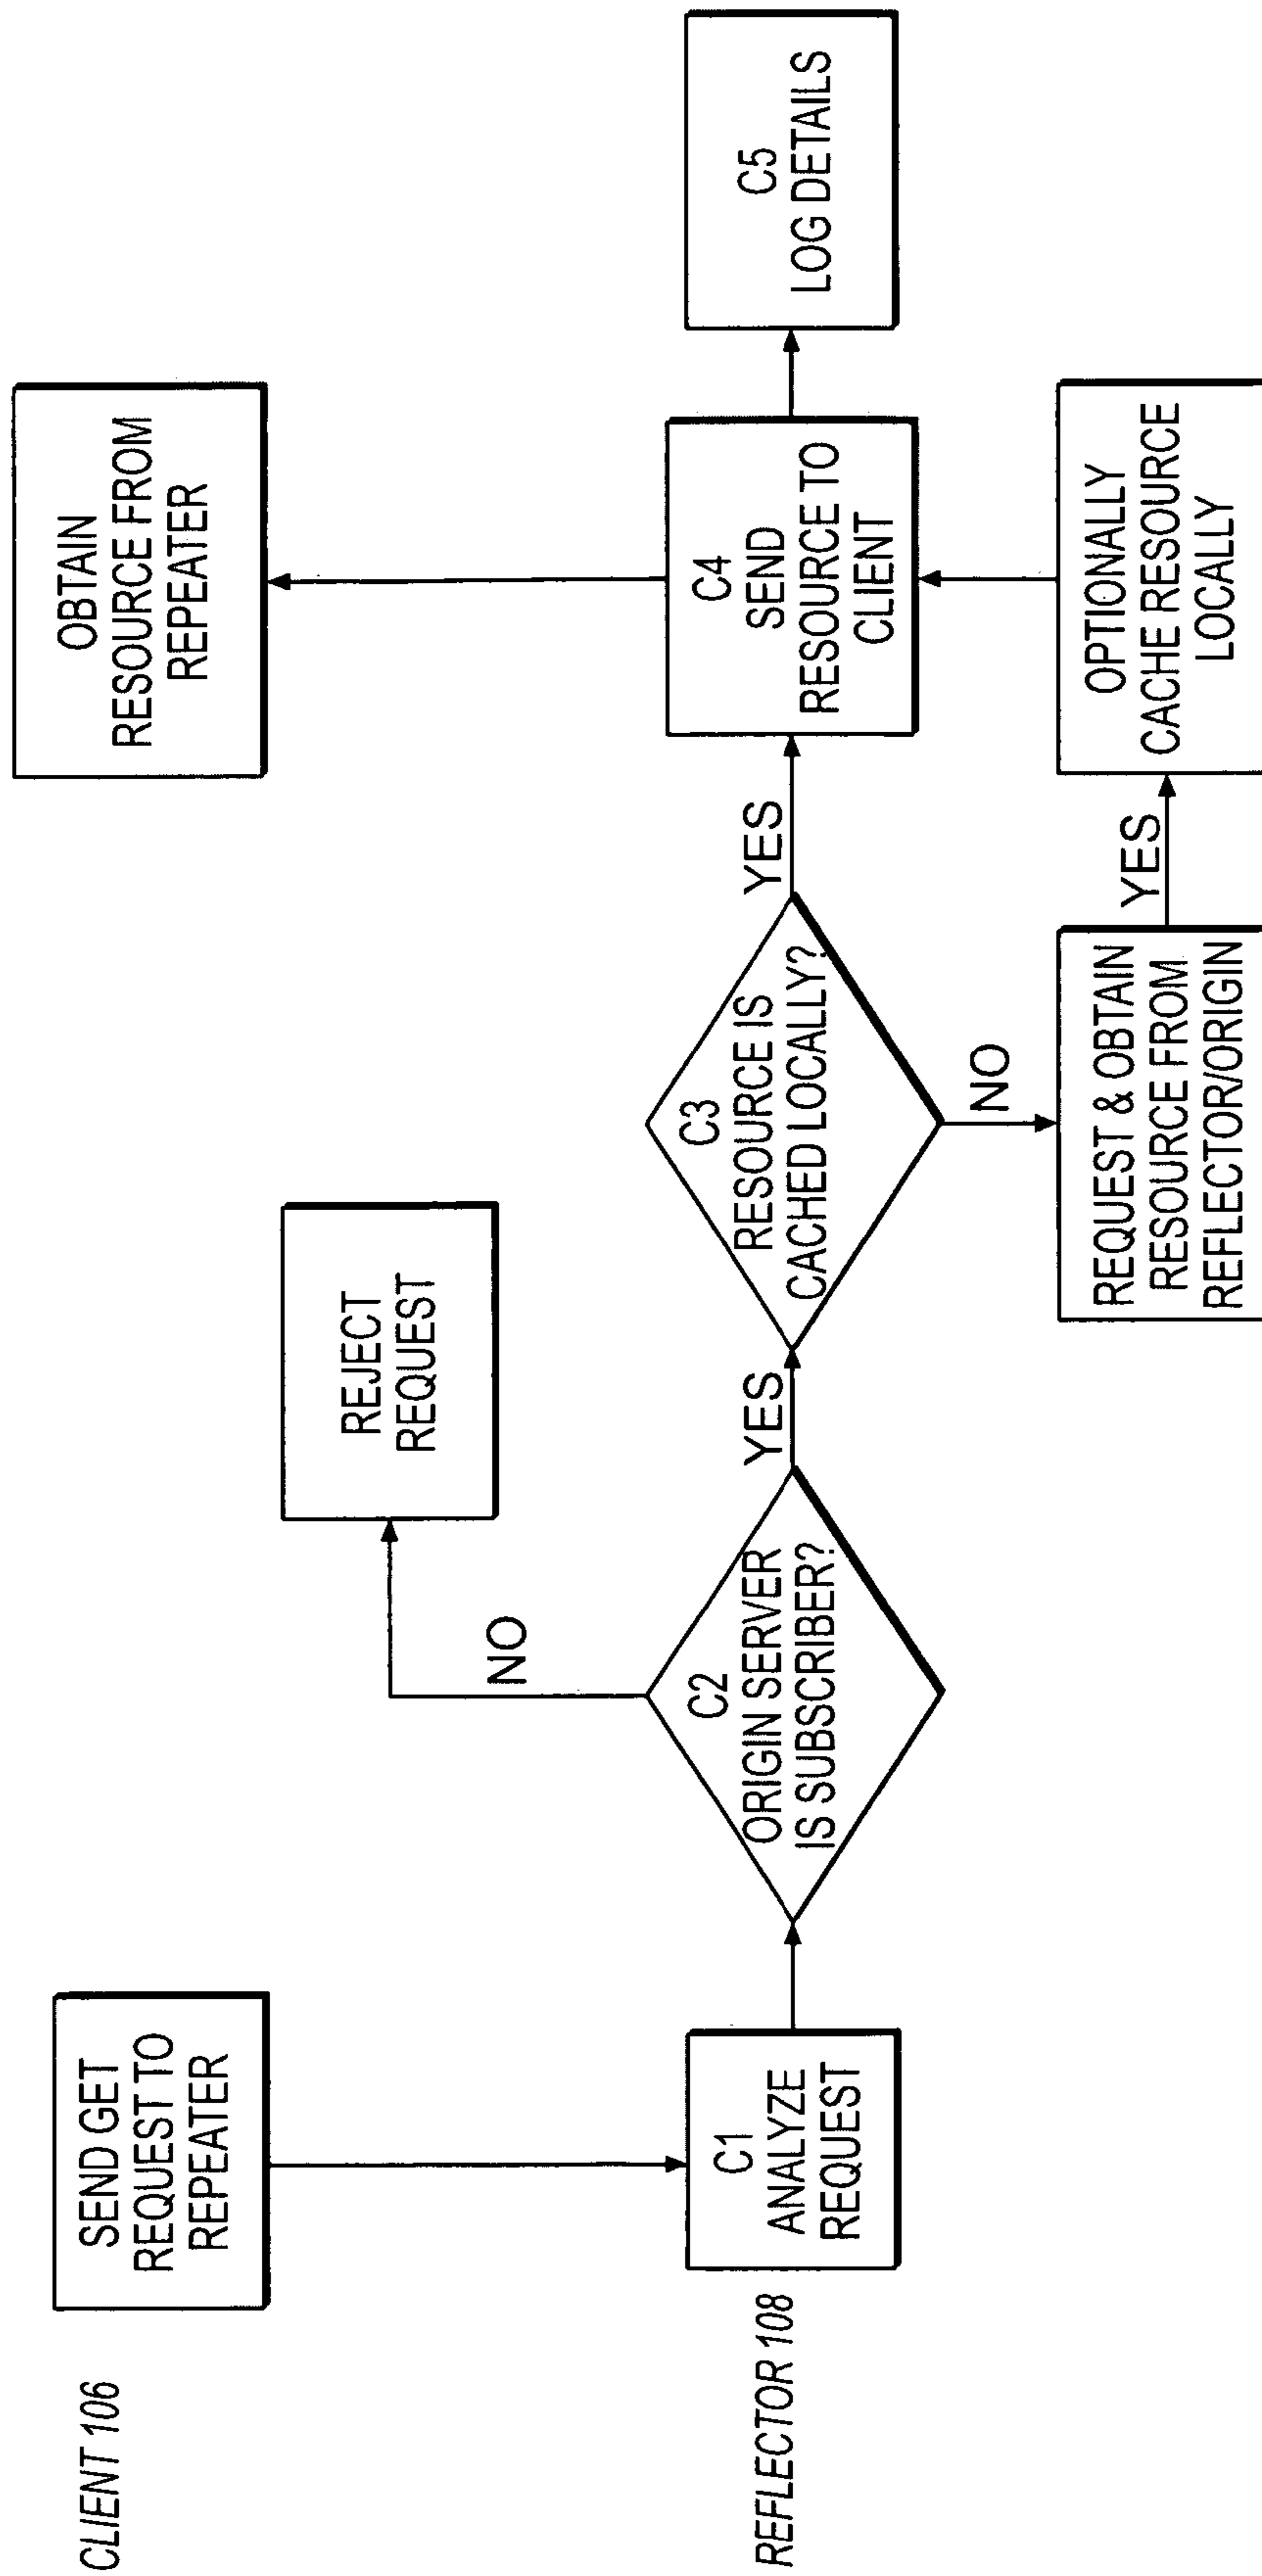 CLIENT 106
SEND GET
REQUEST TO
REPEATER
OBTAIN
RESOURCE FROM
REPEATER
REJECT
REQUEST
NO
REFLECTOR 108
C1
ANALYZE
REQUEST
C2
ORIGIN SERVER
IS SUBSCRIBER?
YES
C3
RESOURCE IS
CACHED LOCALLY?
YES
C4
SEND
RESOURCE TO
CLIENT
C5
LOG DETAILS
NO
REQUEST & OBTAIN
RESOURCE FROM
REFLECTOR/ORIGIN
YES
OPTIONALLY
CACHE RESOURCE
LOCALLY